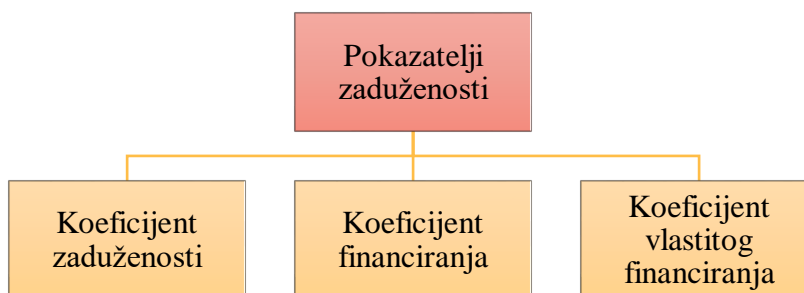 Pokazatelji
zaduženosti
Koeficijent
zaduženosti
Koeficijent
financiranja
Koeficijent
vlastitog
financiranja